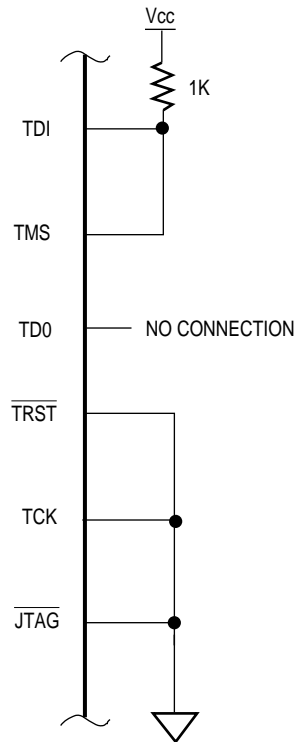 Vcc
1K
TDI
TMS
TD0
NO CONNECTION
TRST
TCK
JTAG